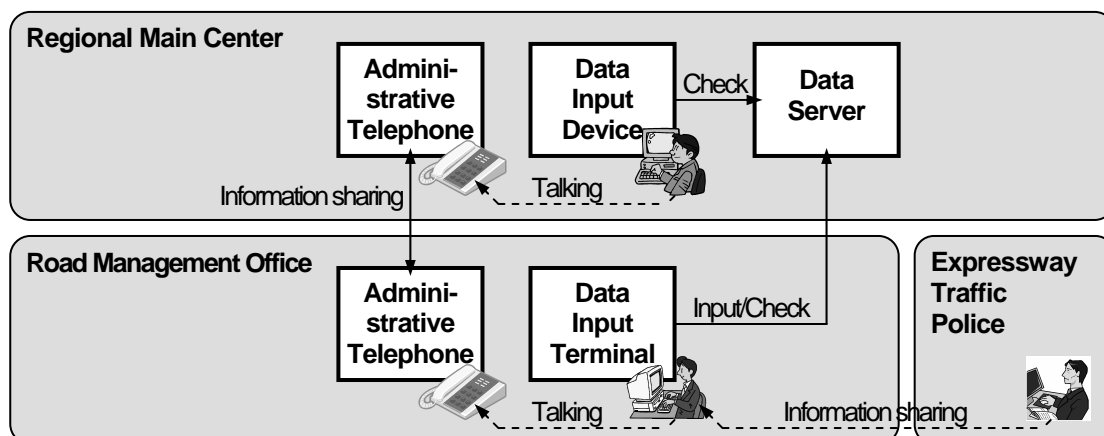 Regional Main Center
Admini-
strative
Telephone
Data
Input
Device
Check
Data
Server
Information sharing
Talking
Road Management Office
Admini-
strative
Telephone
Data
Input
Terminal
Input/Check
Talking
Information sharing
Expressway
Traffic
Police